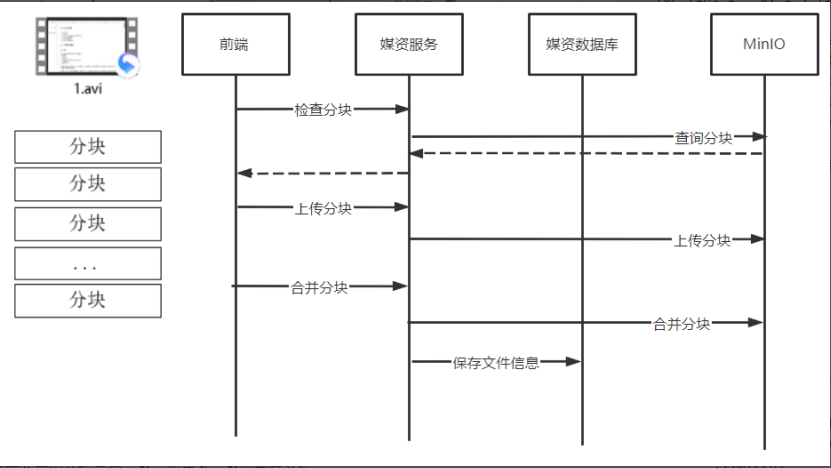 前端
媒资服务
媒资数据库
MinIO
1.avi
检查分块
查询分块
分块
分块
上传分块
分块
上传分块
...
合并分块
分块
合并分块
保存文件信息